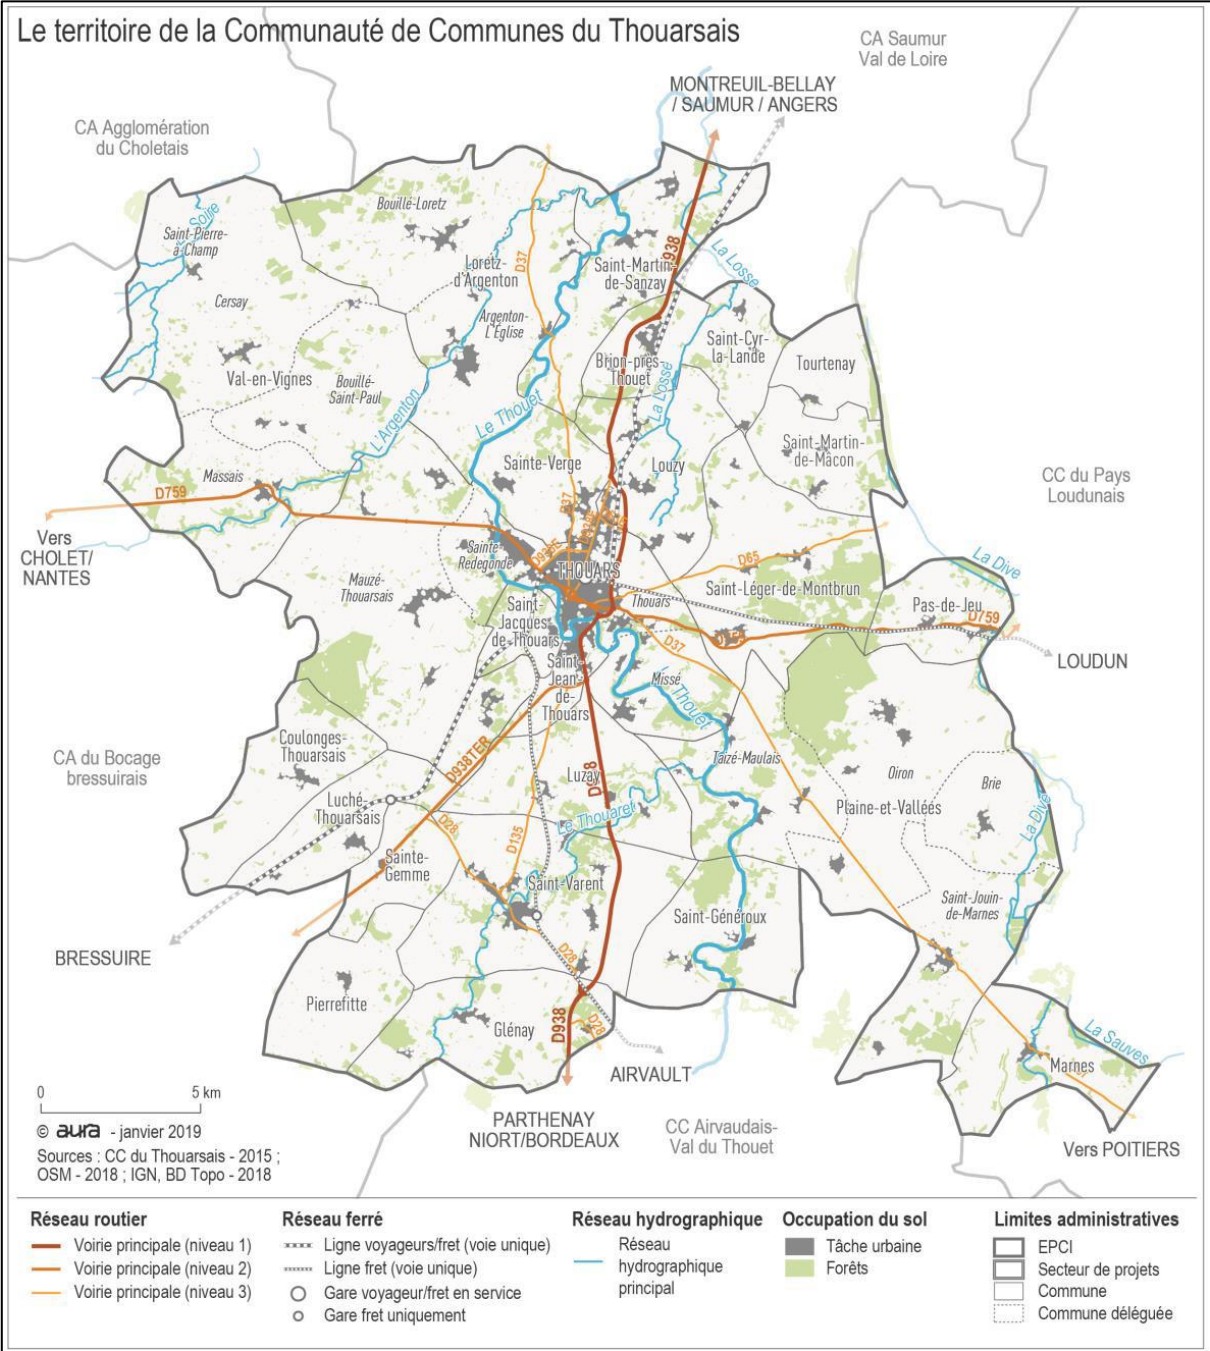 Le territoire de la Communauté de Communes du Thouarsais
CA Saumur
Val de Loire
MONTREUIL-BELLAY
/ SAUMUR / ANGERS
CA Agglomération
du Choletais
Bouillé-Loretz
La Soire
Saint-Pierre-
à-Champ
D37
Loretz-
d'Argenton
Saint-Martin-
de-Sanzay
D938
La Losse
Cersay
Argenton-
L'Église
Saint-Cyr-
la-Lande
Brion-près-
Thouet
Tourtenay
Val-en-Vignes
Bouillé-
Saint-Paul
La Losse
L'Argenton
Le Thouet
Saint-Martin-
de-Mâcon
Sainte-Verge
Louzy
Massais
CC du Pays
Loudunais
D759
D37
Vers
CHOLET/
NANTES
Sainte-
Radegonde
THOUARS
D65
La Dive
Mauzé-
Thouarsais
Saint-Léger-de-Montbrun
Thouars
Pas-de-Jeu
Saint-
Jacques-
de-Thouars
D759
D759
D37
LOUDUN
Saint-
Jean-
de-
Thouars
Missé
Le Thouet
Coulonges-
Thouarsais
CA du Bocage
bressuirais
D938TER
Taizé-Maulais
Luzay
D938
Oiron
Brie
Luché-
Thouarsais
Plaine-et-Vallées
Le Thouaret
La Dive
D28
D135
Sainte-
Gemme
Saint-Varent
Saint-Jouin-
de-Marnes
Saint-Généroux
BRESSUIRE
D28
Pierrefitte
Glénay
D938
D28
La Sauves
Marnes
AIRVAULT
0
5 km
PARTHENAY
NIORT/BORDEAUX
CC Airvaudais-
Val du Thouet
Vers POITIERS
© aura - janvier 2019
Sources : CC du Thouarsais - 2015 ;
OSM - 2018 ; IGN, BD Topo - 2018
Réseau routier
Voirie principale (niveau 1)
Voirie principale (niveau 2)
Voirie principale (niveau 3)
Réseau ferré
Ligne voyageurs/fret (voie unique)
Ligne fret (voie unique)
Gare voyageur/fret en service
Gare fret uniquement
Réseau hydrographique
Réseau
hydrographique
principal
Occupation du sol
Tâche urbaine
Forêts
Limites administratives
EPCI
Secteur de projets
Commune
Commune déléguée